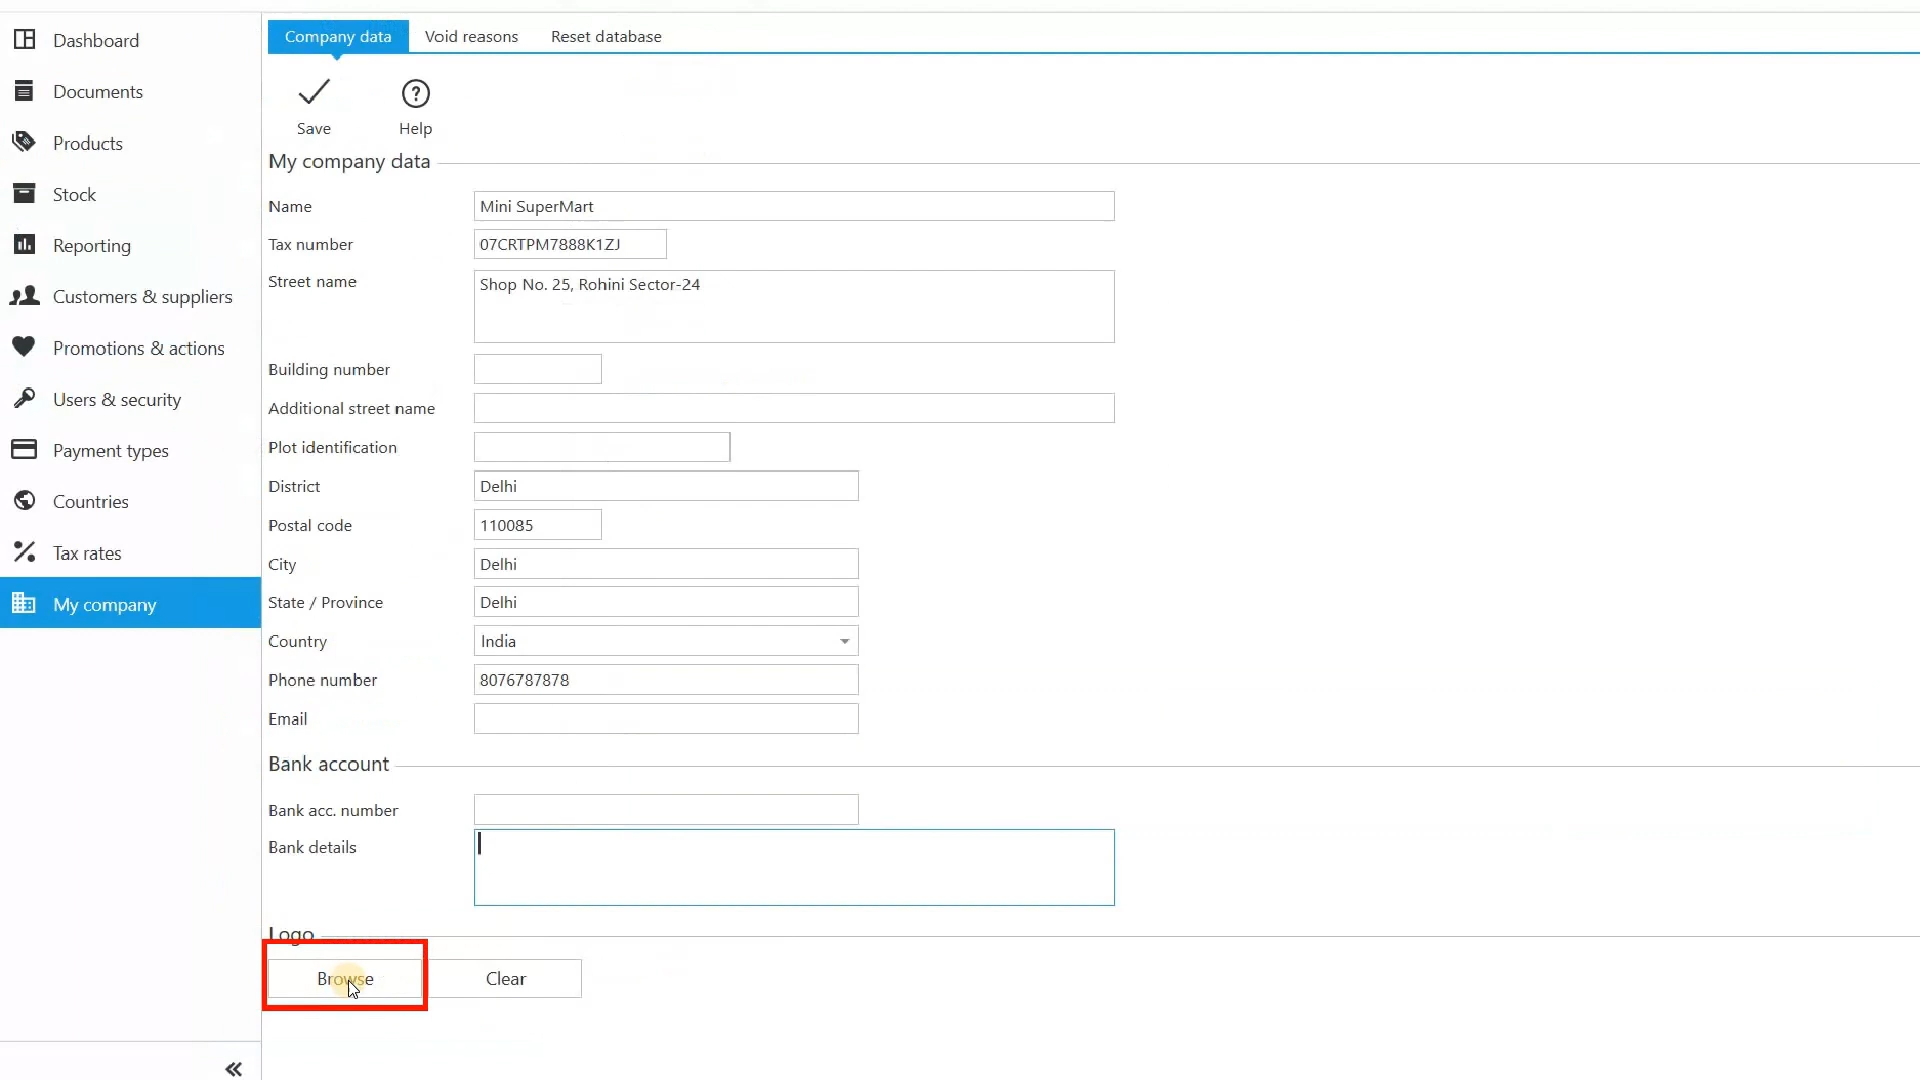 Dashboard
Documents
Products
Stock
Reporting
Customers & suppliers
Promotions & actions
Users & security
Payment types
Countries
Tax rates
My company
Company data Void reasons Reset database
Save Help
My company data
Name Mini SuperMart
Tax number 07CRTPM7888K1ZJ
Street name Shop No. 25, Rohini Sector-24
Building number
Additional street name
Plot identification
District Delhi
Postal code 110085
City Delhi
State / Province Delhi
Country India
Phone number 8076787878
Email
Bank account
Bank acc. number
Bank details
Logo
Browse Clear